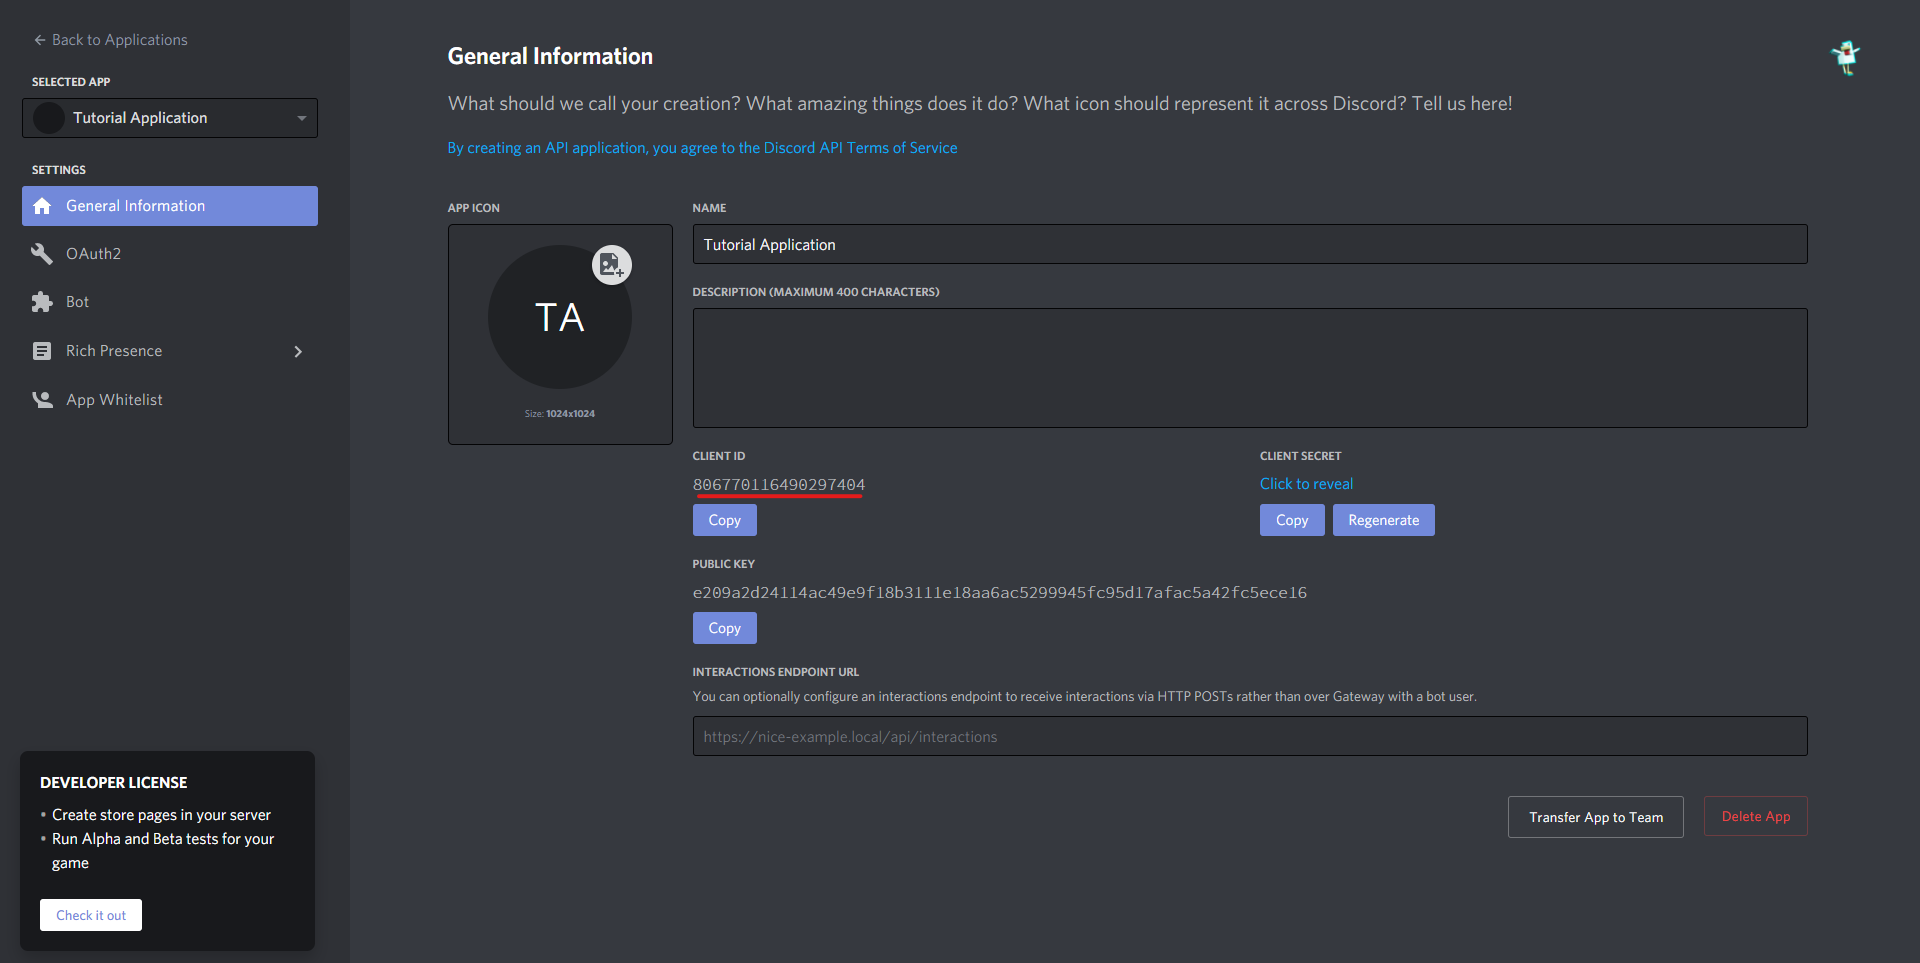 Back to Applications
SELECTED APP
Tutorial Application
SETTINGS
General Information
OAuth2
Bot
Rich Presence
App Whitelist
DEVELOPER LICENSE
• Create store pages in your server
• Run Alpha and Beta tests for your
game
Check it out
General Information
What should we call your creation? What amazing things does it do? What icon should represent it across Discord? Tell us here!
By creating an API application, you agree to the Discord API Terms of Service
APP ICON
TA
Size: 1024x1024
NAME
Tutorial Application
DESCRIPTION (MAXIMUM 400 CHARACTERS)
CLIENT ID
806770116490297404
Copy
CLIENT SECRET
Click to reveal
Copy Regenerate
PUBLIC KEY
e209a2d24114ac49e9f18b3111e18aa6ac5299945fc95d17afac5a42fc5ece16
Copy
INTERACTIONS ENDPOINT URL
You can optionally configure an interactions endpoint to receive interactions via HTTP POSTs rather than over Gateway with a bot user.
https://nice-example.local/api/interactions
Transfer App to Team Delete App